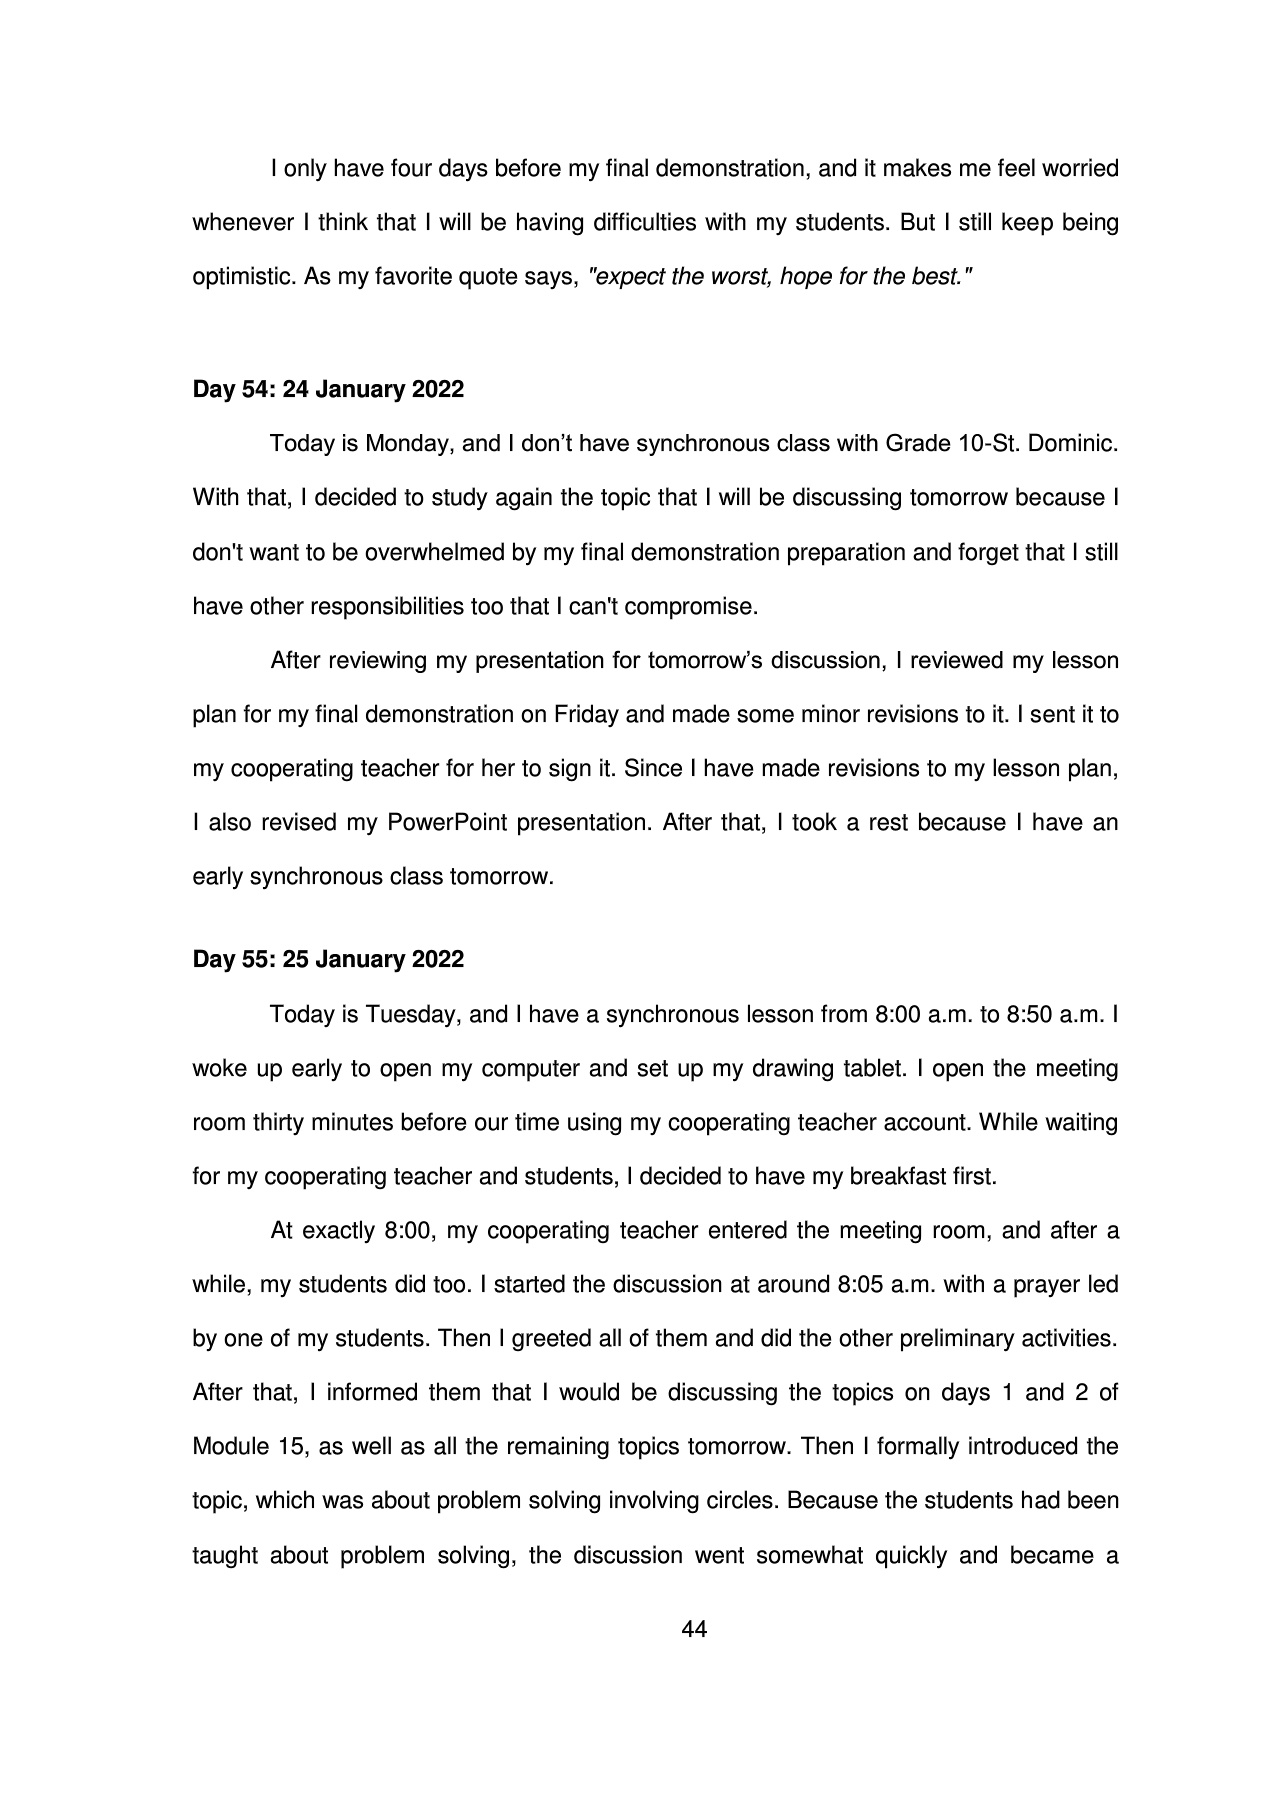 I only have four days before my final demonstration, and it makes me feel worried
whenever I think that I will be having difficulties with my students. But I still keep being
optimistic. As my favorite quote says, "expect the worst, hope for the best."
Day 54: 24 January 2022
Today is Monday, and I don’t have synchronous class with Grade 10-St. Dominic.
With that, I decided to study again the topic that I will be discussing tomorrow because I
don't want to be overwhelmed by my final demonstration preparation and forget that I still
have other responsibilities too that I can't compromise.
After reviewing my presentation for tomorrow’s discussion, I reviewed my lesson
plan for my final demonstration on Friday and made some minor revisions to it. I sent it to
my cooperating teacher for her to sign it. Since I have made revisions to my lesson plan,
I also revised my PowerPoint presentation. After that, I took a rest because I have an
early synchronous class tomorrow.
Day 55: 25 January 2022
Today is Tuesday, and I have a synchronous lesson from 8:00 a.m. to 8:50 a.m. I
woke up early to open my computer and set up my drawing tablet. I open the meeting
room thirty minutes before our time using my cooperating teacher account. While waiting
for my cooperating teacher and students, I decided to have my breakfast first.
At exactly 8:00, my cooperating teacher entered the meeting room, and after a
while, my students did too. I started the discussion at around 8:05 a.m. with a prayer led
by one of my students. Then I greeted all of them and did the other preliminary activities.
After that, I informed them that I would be discussing the topics on days 1 and 2 of
Module 15, as well as all the remaining topics tomorrow. Then I formally introduced the
topic, which was about problem solving involving circles. Because the students had been
taught about problem solving, the discussion went somewhat quickly and became a
44